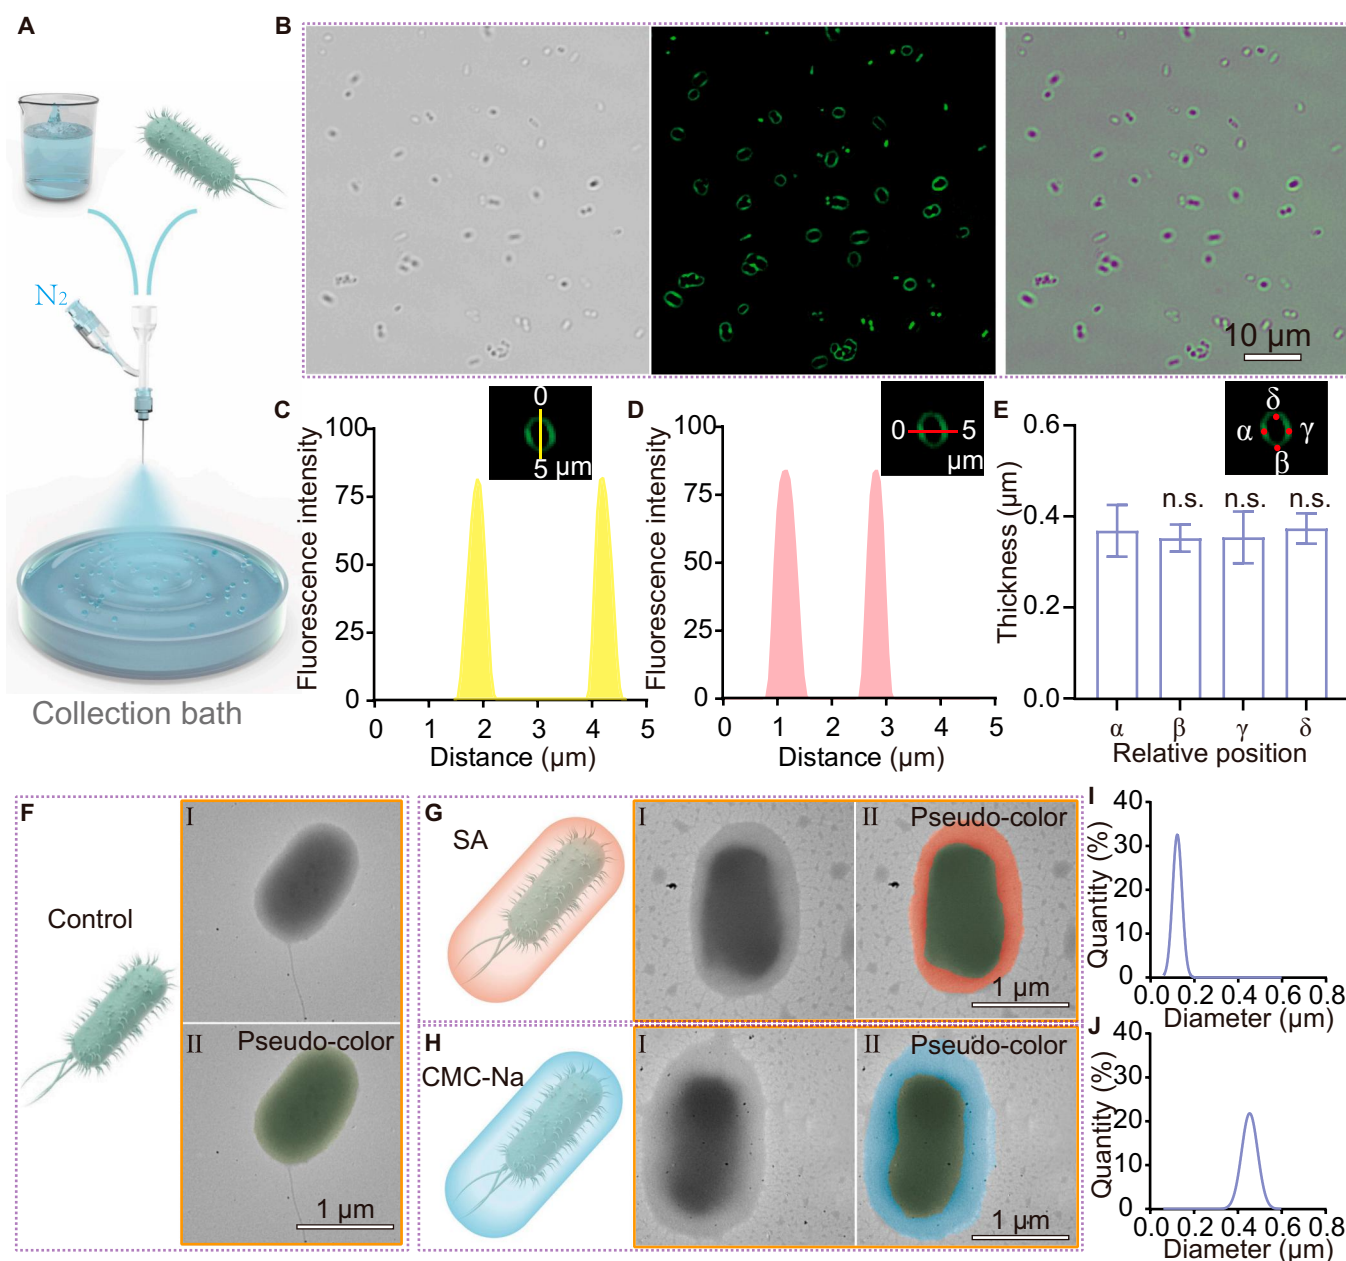 A
B
N2
10 µm
Collection bath
C
Fluorescence intensity
100
75
50
25
0
0
5 µm
0
1
2
3
4
5
Distance (µm)
D
Fluorescence intensity
100
75
50
25
0
0
5
µm
0
1
2
3
4
5
Distance (µm)
E
Thickness (µm)
0.6
0.4
0.2
0.0
δ
α
γ
β
n.s.
n.s.
n.s.
α
β
γ
δ
Relative position
F
Control
I
II
Pseudo-color
1 µm
G
SA
I
II
Pseudo-color
1 µm
H
CMC-Na
I
II
Pseudo-color
1 µm
I
Quantity (%)
40
30
20
10
0
0.0 0.2 0.4 0.6 0.8
Diameter (µm)
J
Quantity (%)
40
30
20
10
0
0.0 0.2 0.4 0.6 0.8
Diameter (µm)